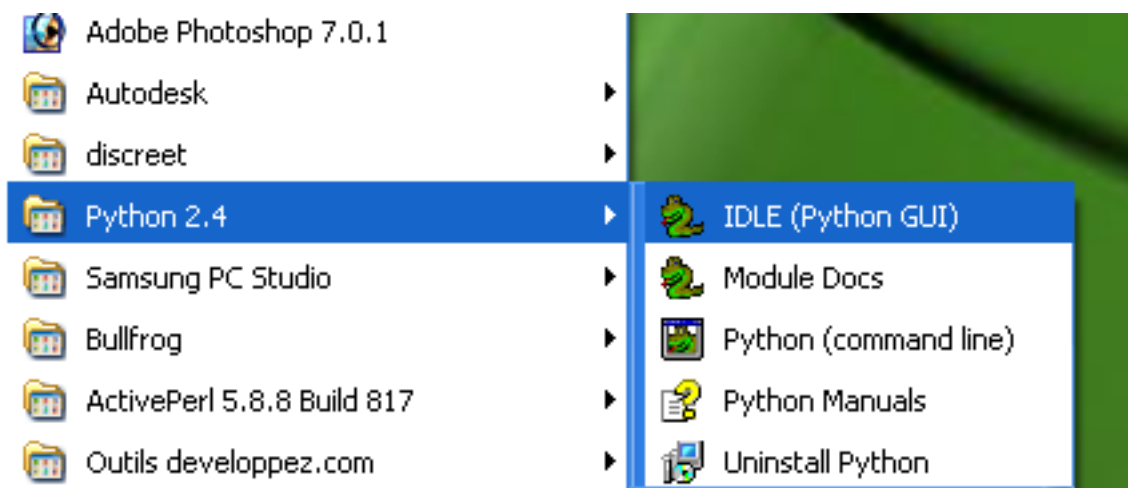 Adobe Photoshop 7.0.1
Autodesk
discreet
Python 2.4
Samsung PC Studio
Bullfrog
ActivePerl 5.8.8 Build 817
Outils developpez.com
IDLE (Python GUI)
Module Docs
Python (command line)
Python Manuals
Uninstall Python